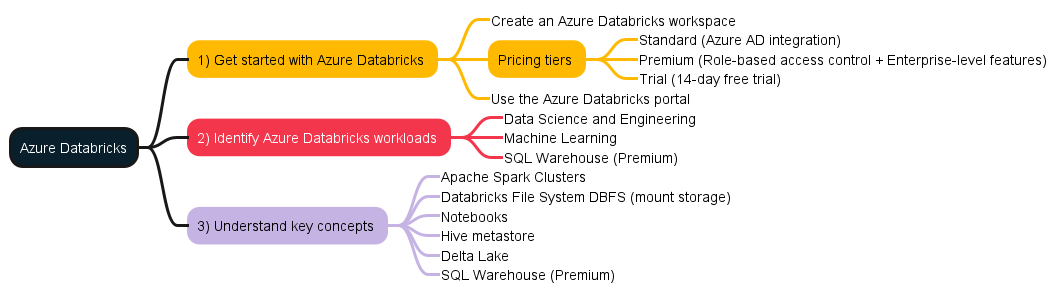 Azure Databricks
1) Get started with Azure Databricks
Create an Azure Databricks workspace
Pricing tiers
Standard (Azure AD integration)
Premium (Role-based access control + Enterprise-level features)
Trial (14-day free trial)
Use the Azure Databricks portal
2) Identify Azure Databricks workloads
Data Science and Engineering
Machine Learning
SQL Warehouse (Premium)
3) Understand key concepts
Apache Spark Clusters
Databricks File System DBFS (mount storage)
Notebooks
Hive metastore
Delta Lake
SQL Warehouse (Premium)